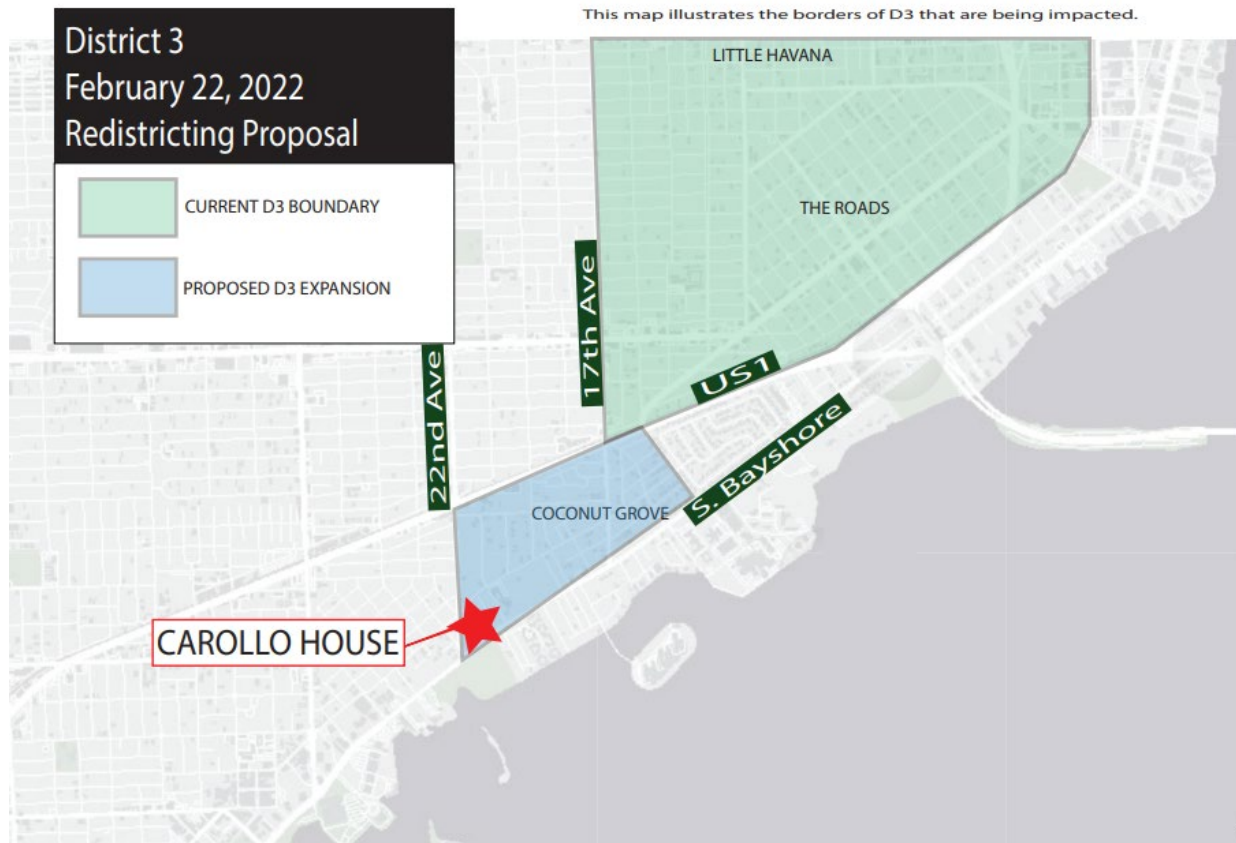 This map illustrates the borders of D3 that are being impacted.
District 3
February 22, 2022
Redistricting Proposal
CURRENT D3 BOUNDARY
PROPOSED D3 EXPANSION
LITTLE HAVANA
THE ROADS
17th Ave
22nd Ave
US1
S. Bayshore
COCONUT GROVE
CAROLLO HOUSE